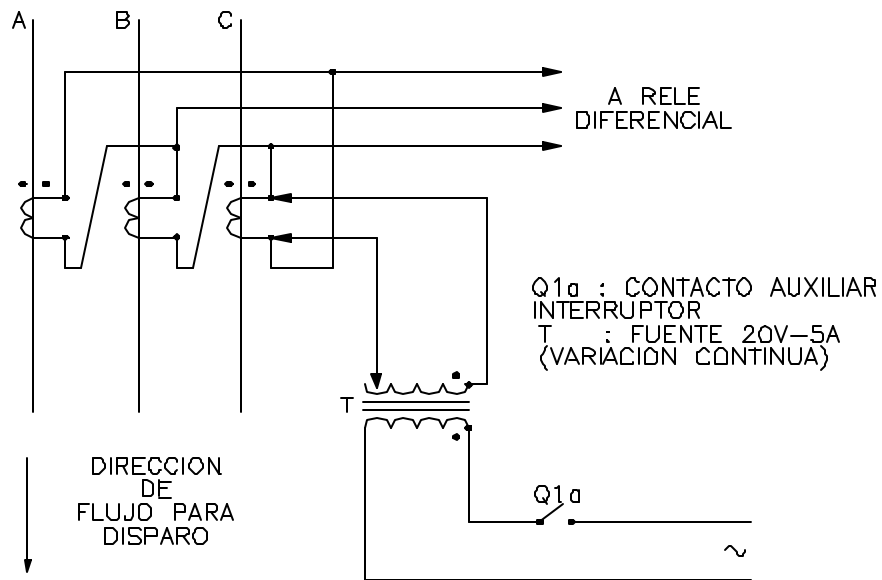 A B C
A RELE
DIFERENCIAL
Q1a : CONTACTO AUXILIAR
INTERRUPTOR
T : FUENTE 20V-5A
(VARIACION CONTINUA)
T
DIRECCION
DE
FLUJO PARA
DISPARO
Q1a
~